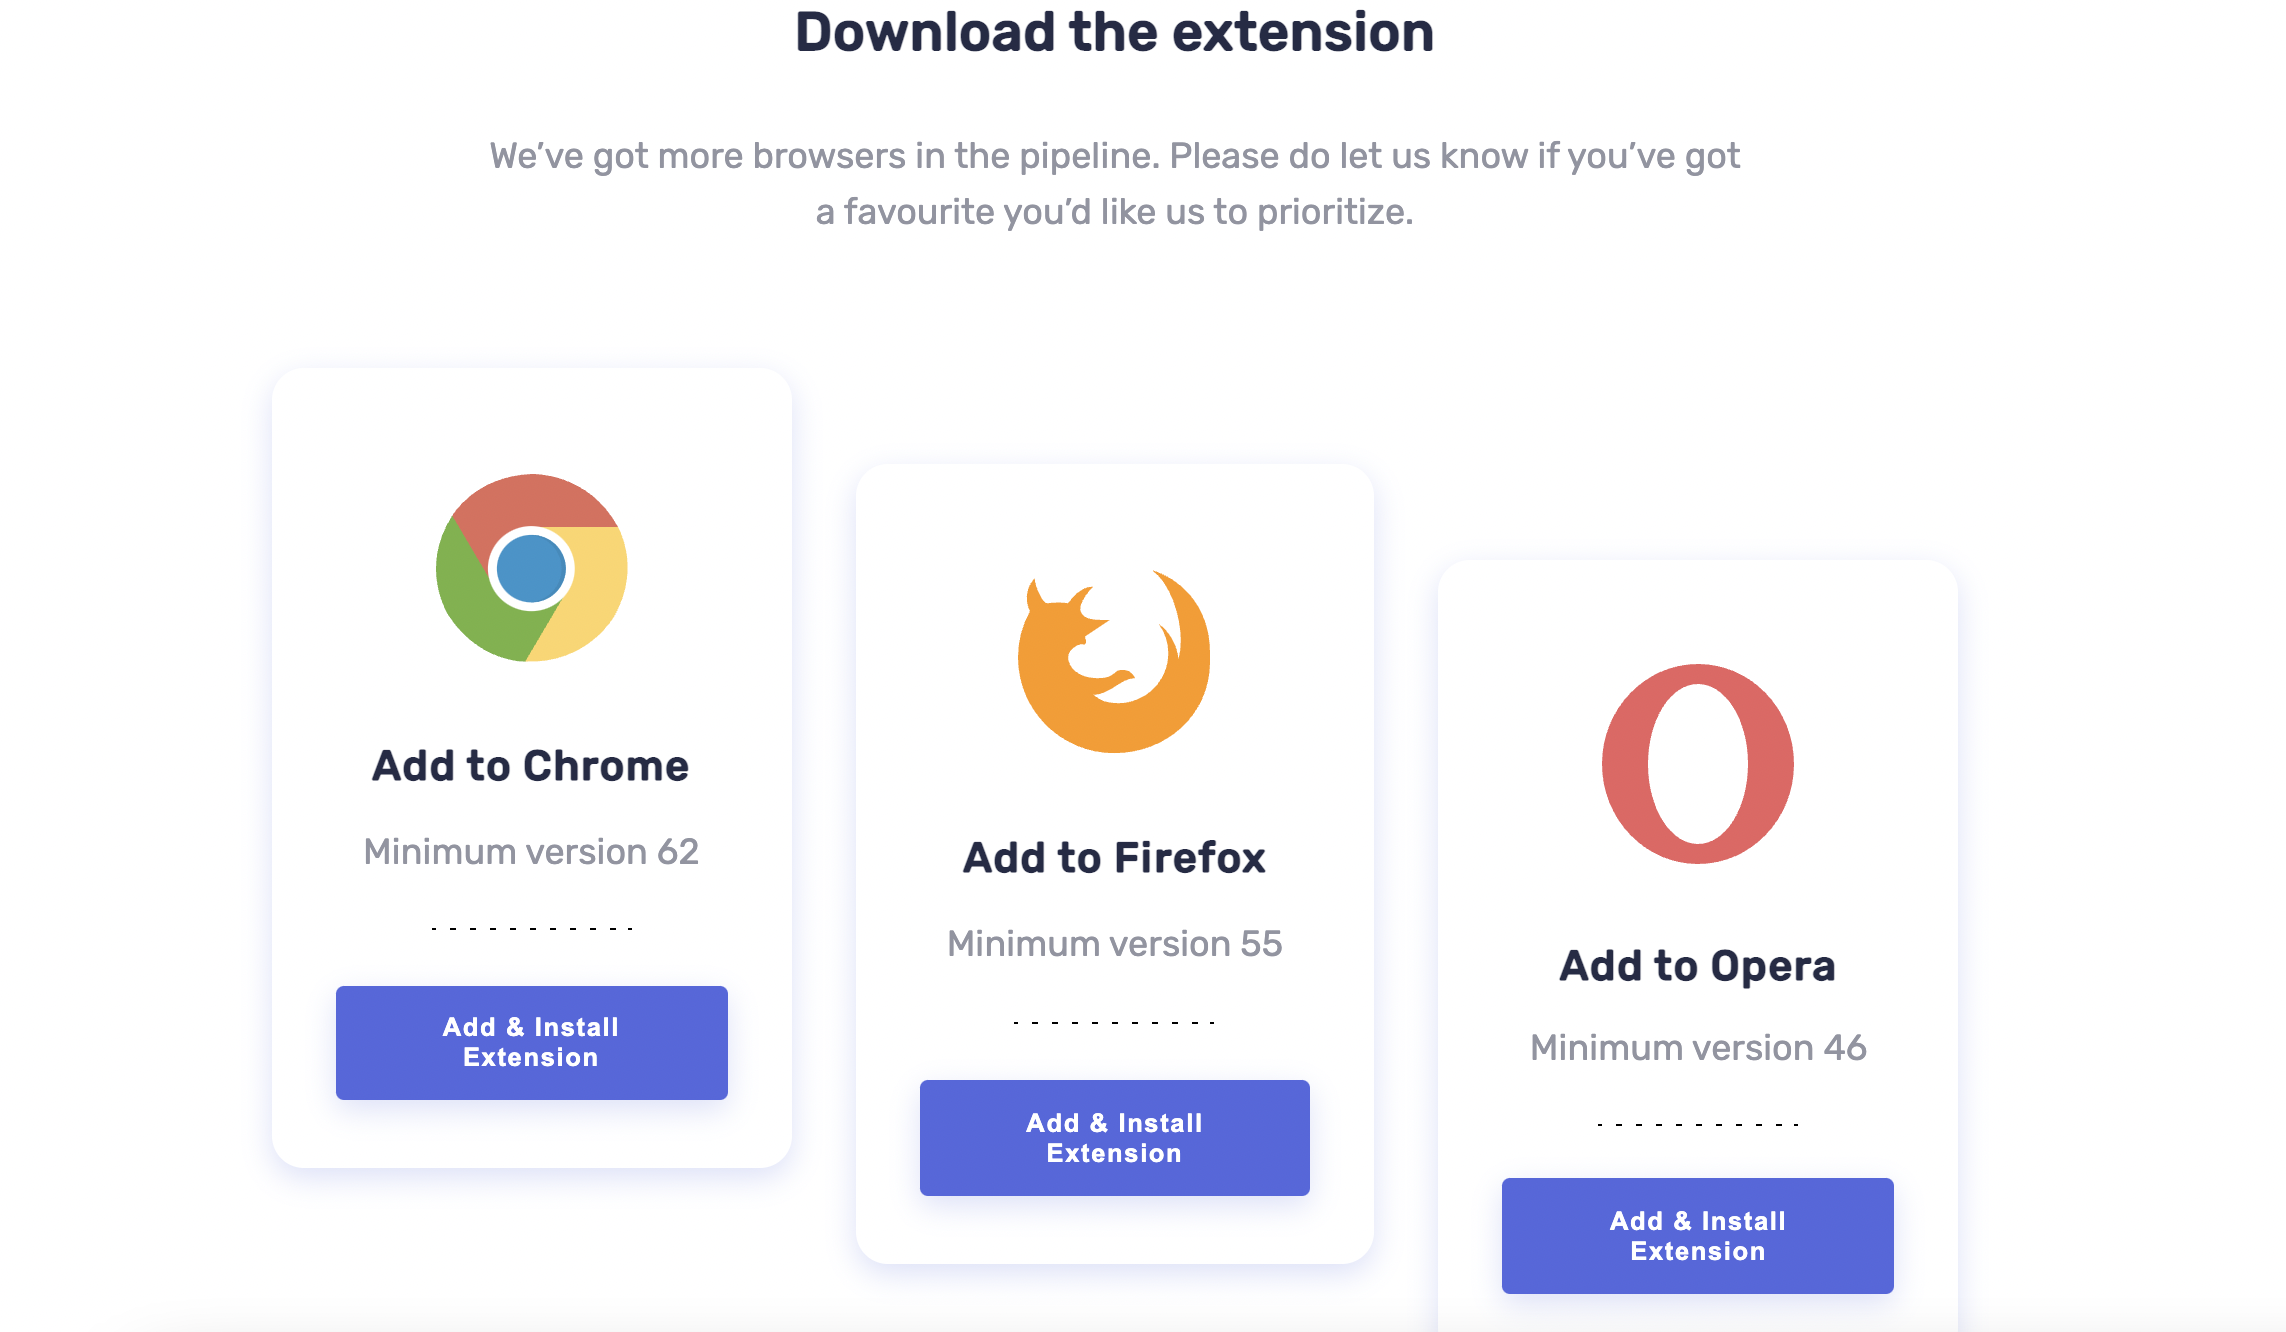 Download the extension
We’ve got more browsers in the pipeline. Please do let us know if you’ve got
a favourite you’d like us to prioritize.
Add to Chrome
Minimum version 62
Add & Install
Extension
Add to Firefox
Minimum version 55
Add & Install
Extension
Add to Opera
Minimum version 46
Add & Install
Extension